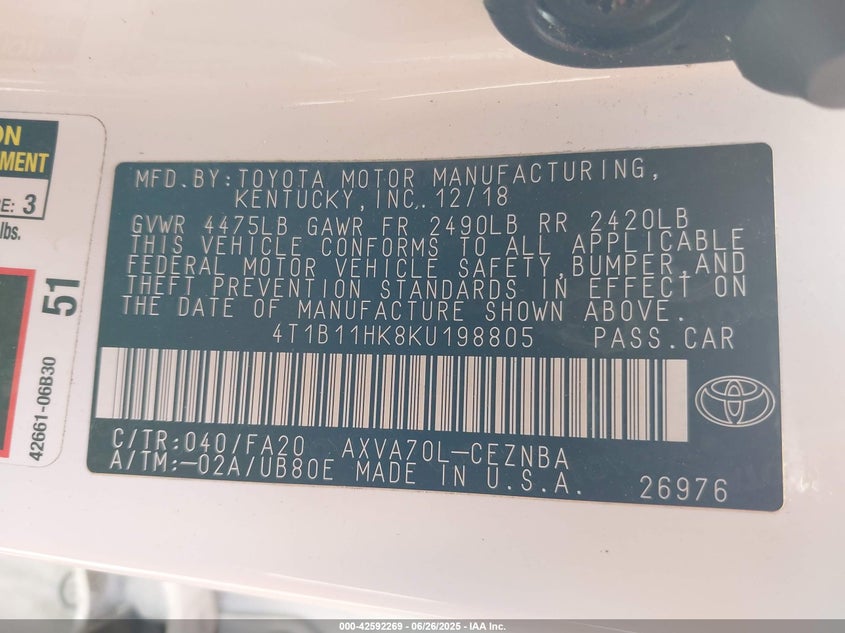 ON
MENT
E: 3
lbs.
51
42661-06B30
MFD.BY:TOYOTA MOTOR MANUFACTURING,
KENTUCKY, INC. 12/18
GVWR 4475LB GAWR FR 2490LB RR 2420LB
THIS VEHICLE CONFORMS TO ALL APPLICABLE
FEDERAL MOTOR VEHICLE SAFETY,BUMPER,AND
THEFT PREVENTION STANDARDS IN EFFECT ON
THE DATE OF MANUFACTURE SHOWN ABOVE.
4T1B11HK8KU198805 PASS.CAR
C/TR:040/FA20 AXVA70L-CEZNBA
A/TM:-02A/UB80E MADE IN U.S.A. 26976
000-42592269 - 06/26/2025 - IAA Inc.